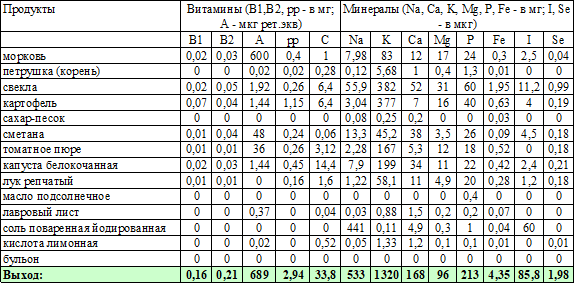 Продукты Витамины (B1,B2, pp - в мг; Минералы (Na, Ca, K, Mg, P, Fe - в мг; I, Se
А - мкг рет.экв) - в мкг)
B1 B2 A pp C Na K Ca Mg P Fe I Se
морковь 0,02 0,03 600 0,4 1 7,98 83 12 17 24 0,3 2,5 0,04
петрушка (корень) 0 0 0,02 0,02 0,28 0,12 5,68 1 0,4 1,3 0,01 0 0
свекла 0,02 0,05 1,92 0,26 6,4 55,9 382 52 31 60 1,95 11,2 0,99
картофель 0,07 0,04 1,44 1,15 6,4 3,04 377 7 16 40 0,63 4 0,19
сахар-песок 0 0 0 0 0 0,08 0,25 0,2 0 0 0,03 0 0
сметана 0,01 0,04 48 0,24 0,06 13,3 45,2 38 3,5 26 0,09 4,5 0,18
томатное пюре 0,01 0,01 36 0,26 3,12 2,28 167 5,3 12 18 0,52 0 0,18
капуста белокочанная 0,02 0,03 1,44 0,45 14,4 7,9 199 34 11 22 0,42 2,4 0,21
лук репчатый 0,01 0,01 0 0,16 1,6 1,22 58,1 11 4,9 20 0,28 1,2 0,18
масло подсолнечное 0 0 0 0 0 0 0 0 0 0,4 0 0 0
лавровый лист 0 0 0,37 0 0,04 0,03 0,88 1,5 0,2 0,2 0,07 0 0
соль поваренная йодированная 0 0 0 0 0 441 0,11 4,9 0,3 1 0,04 60 0
кислота лимонная 0 0 0,02 0 0,52 0,05 1,33 1,2 0,1 0,1 0,01 0 0,01
бульон 0 0 0 0 0 0 0 0 0 0 0 0 0
Выход: 0,16 0,21 689 2,94 33,8 533 1320 168 96 213 4,35 85,8 1,98